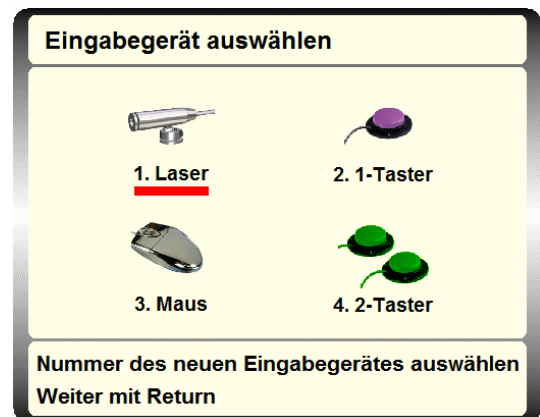 Eingabegerät auswählen
1. Laser
2. 1-Taster
3. Maus
4. 2-Taster
Nummer des neuen Eingabegerätes auswählen
Weiter mit Return